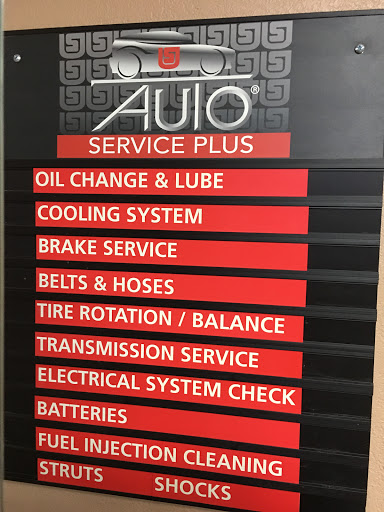 AUTO®
SERVICE PLUS
OIL CHANGE & LUBE
COOLING SYSTEM
BRAKE SERVICE
BELTS & HOSES
TIRE ROTATION / BALANCE
TRANSMISSION SERVICE
ELECTRICAL SYSTEM CHECK
BATTERIES
FUEL INJECTION CLEANING
STRUTS SHOCKS